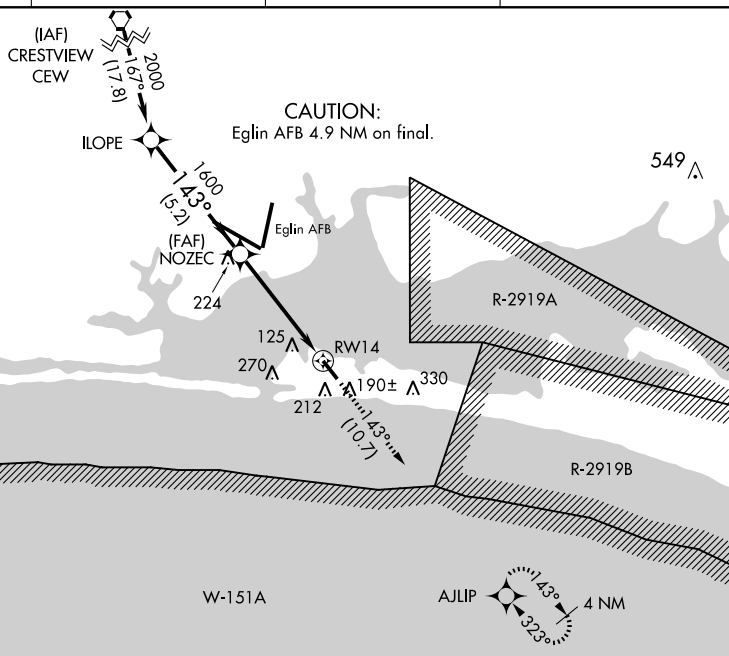 (IAF)
CRESTVIEW
CEW
2000
167°
(17.8)
CAUTION:
Eglin AFB 4.9 NM on final.
ILOPE
549
1600
143°
(5.2)
(FAF)
NOZEC
Eglin AFB
224
R-2919A
125
RW14
270
212
190±
330
143°
(10.7)
R-2919B
W-151A
AJLIP
143°
4 NM
323°